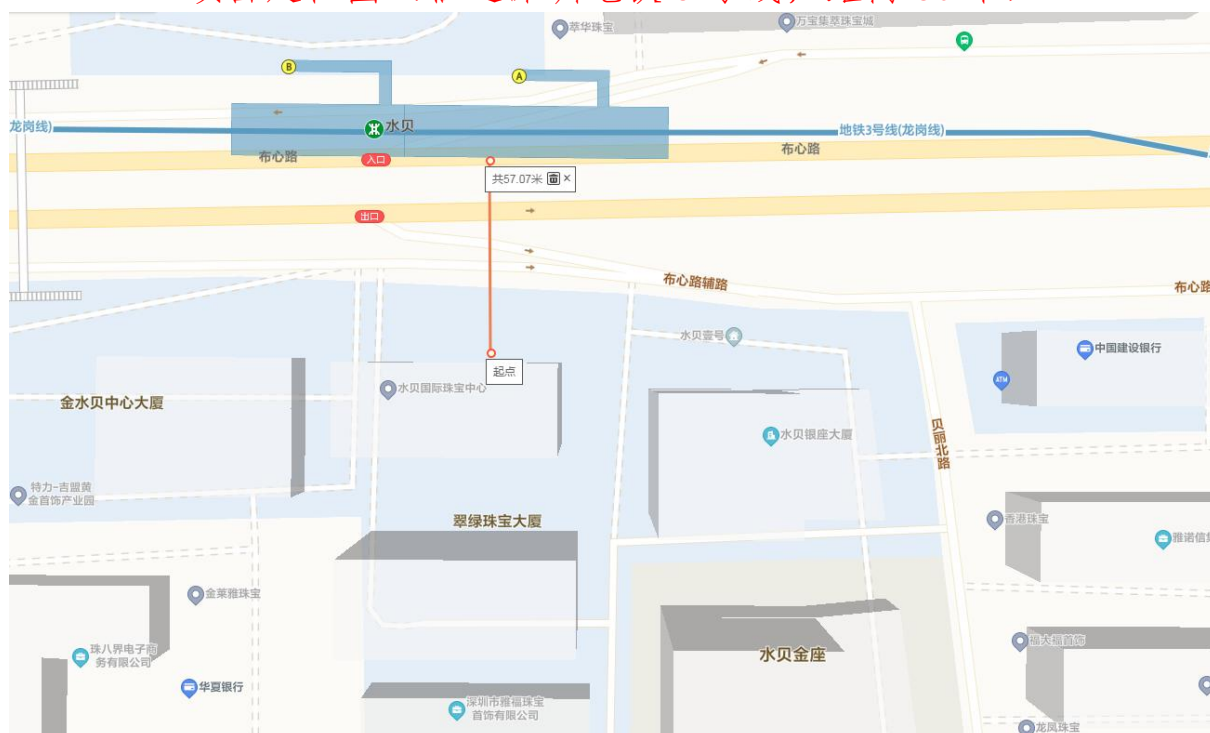 萃华珠宝
万宝集萃珠宝城
B
A
龙岗线)
水贝
地铁3号线(龙岗线)
布心路
入口
布心路
共57.07米
出口
布心路辅路
布心路
水贝壹号
中国建设银行
起点
ATM
水贝国际珠宝中心
金水贝中心大厦
贝丽北路
水贝银座大厦
特力-吉盟黄
金首饰产业园
翠绿珠宝大厦
香港珠宝
雅诺信
金莱雅珠宝
福大福首饰
珠八界电子商
务有限公司
水贝金座
华夏银行
深圳市雅福珠宝
首饰有限公司
龙凤珠宝